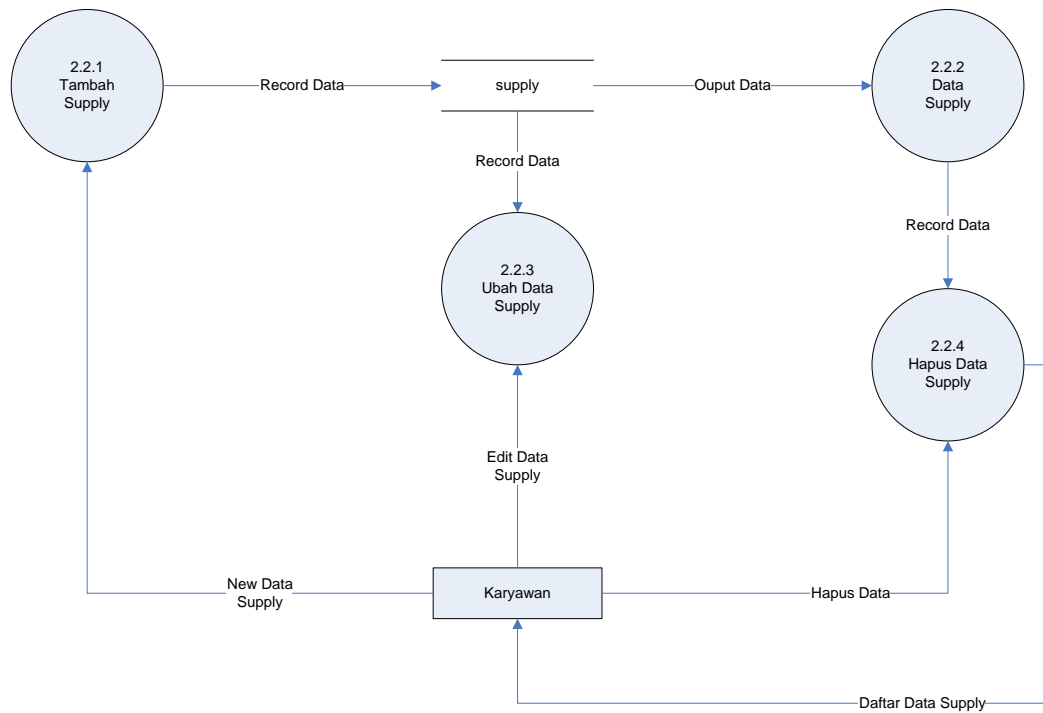 2.2.1
Tambah
Supply
Record Data
supply
Ouput Data
2.2.2
Data
Supply
Record Data
Record Data
2.2.3
Ubah Data
Supply
2.2.4
Hapus Data
Supply
Edit Data
Supply
New Data
Supply
Karyawan
Hapus Data
Daftar Data Supply